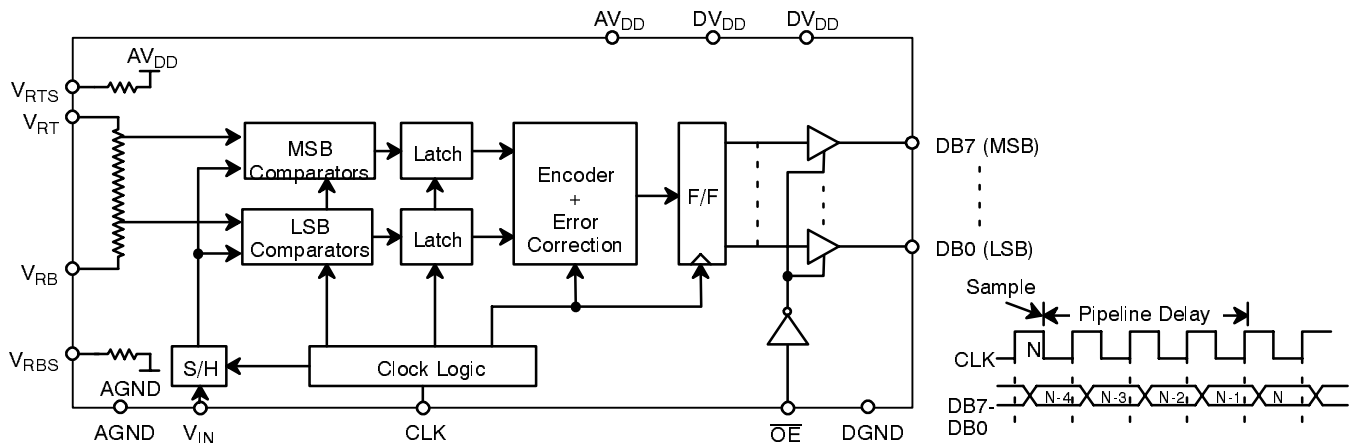 AVDD DVDD DVDD
AVDD
VRTS
VRT
MSB
Comparators
Latch
Encoder
+
Error
Correction
F/F
DB7 (MSB)
LSB
Comparators
Latch
DB0 (LSB)
VRB
Sample
Pipeline Delay
VRBS
AGND
S/H
Clock Logic
CLK
N
DB7-
DB0
N-4 N-3 N-2 N-1 N
AGND VIN CLK OE DGND